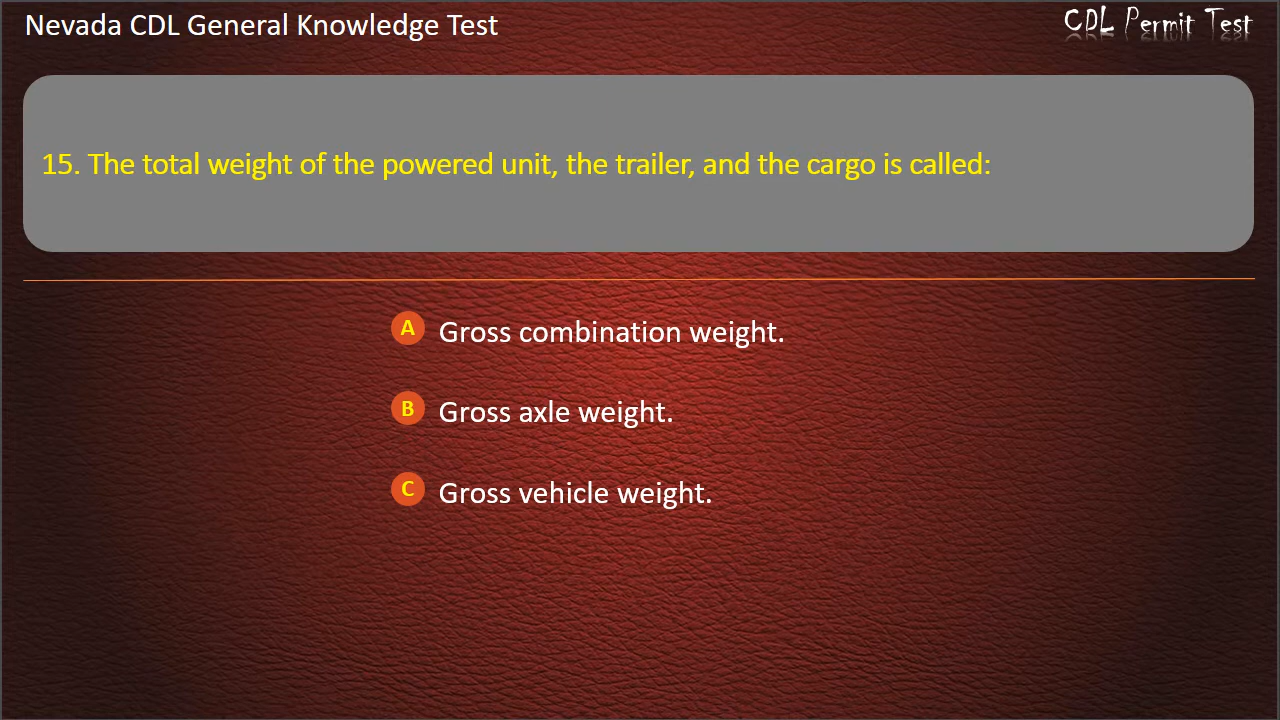 Nevada CDL General Knowledge Test
CDL Permit Test
15. The total weight of the powered unit, the trailer, and the cargo is called:
A Gross combination weight.
B Gross axle weight.
C Gross vehicle weight.